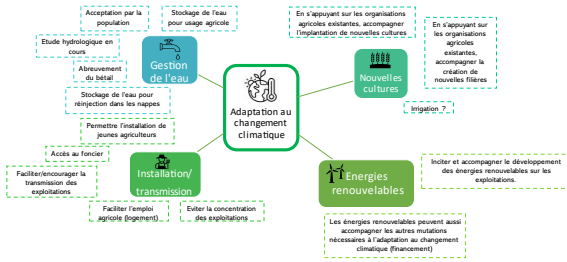 Acceptation par la
population
Stockage de l'eau
pour usage agricole
Etude hydrologique en
cours
Abreuvement
du bétail
Stockage de l'eau pour
réinjection dans les nappes
Gestion
de l'eau
Adaptation au
changement
climatique
En s'appuyant sur les organisations
agricoles existantes, accompagner
l'implantation de nouvelles cultures
En s'appuyant sur
les organisations
agricoles
existantes,
accompagner la
création de
nouvelles filières
Nouvelles
cultures
Irrigation ?
Permettre l'installation de
jeunes agriculteurs
Accès au foncier
Faciliter/encourager la
transmission des
exploitations
Installation/
transmission
Faciliter l'emploi
agricole (logement)
Eviter la concentration
des exploitations
Energies
renouvelables
Inciter et accompagner le développement
des énergies renouvelables sur les
exploitations.
Les énergies renouvelables peuvent aussi
accompagner les autres mutations
nécessaires à l'adaptation au changement
climatique (financement)